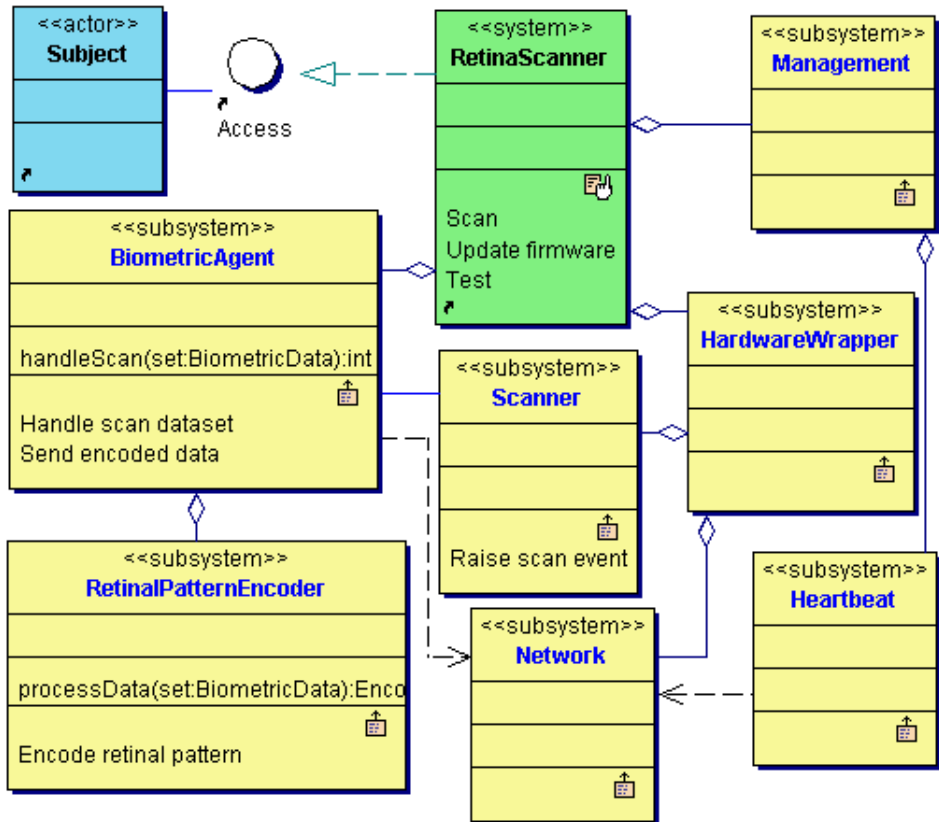 <<actor>>
Subject
Access
<<system>>
RetinaScanner
Scan
Update firmware
Test
<<subsystem>>
Management
<<subsystem>>
BiometricAgent
handleScan(set:BiometricData):int
Handle scan dataset
Send encoded data
<<subsystem>>
HardwareWrapper
<<subsystem>>
Scanner
Raise scan event
<<subsystem>>
RetinalPatternEncoder
processData(set:BiometricData):Enco
Encode retinal pattern
<<subsystem>>
Network
<<subsystem>>
Heartbeat